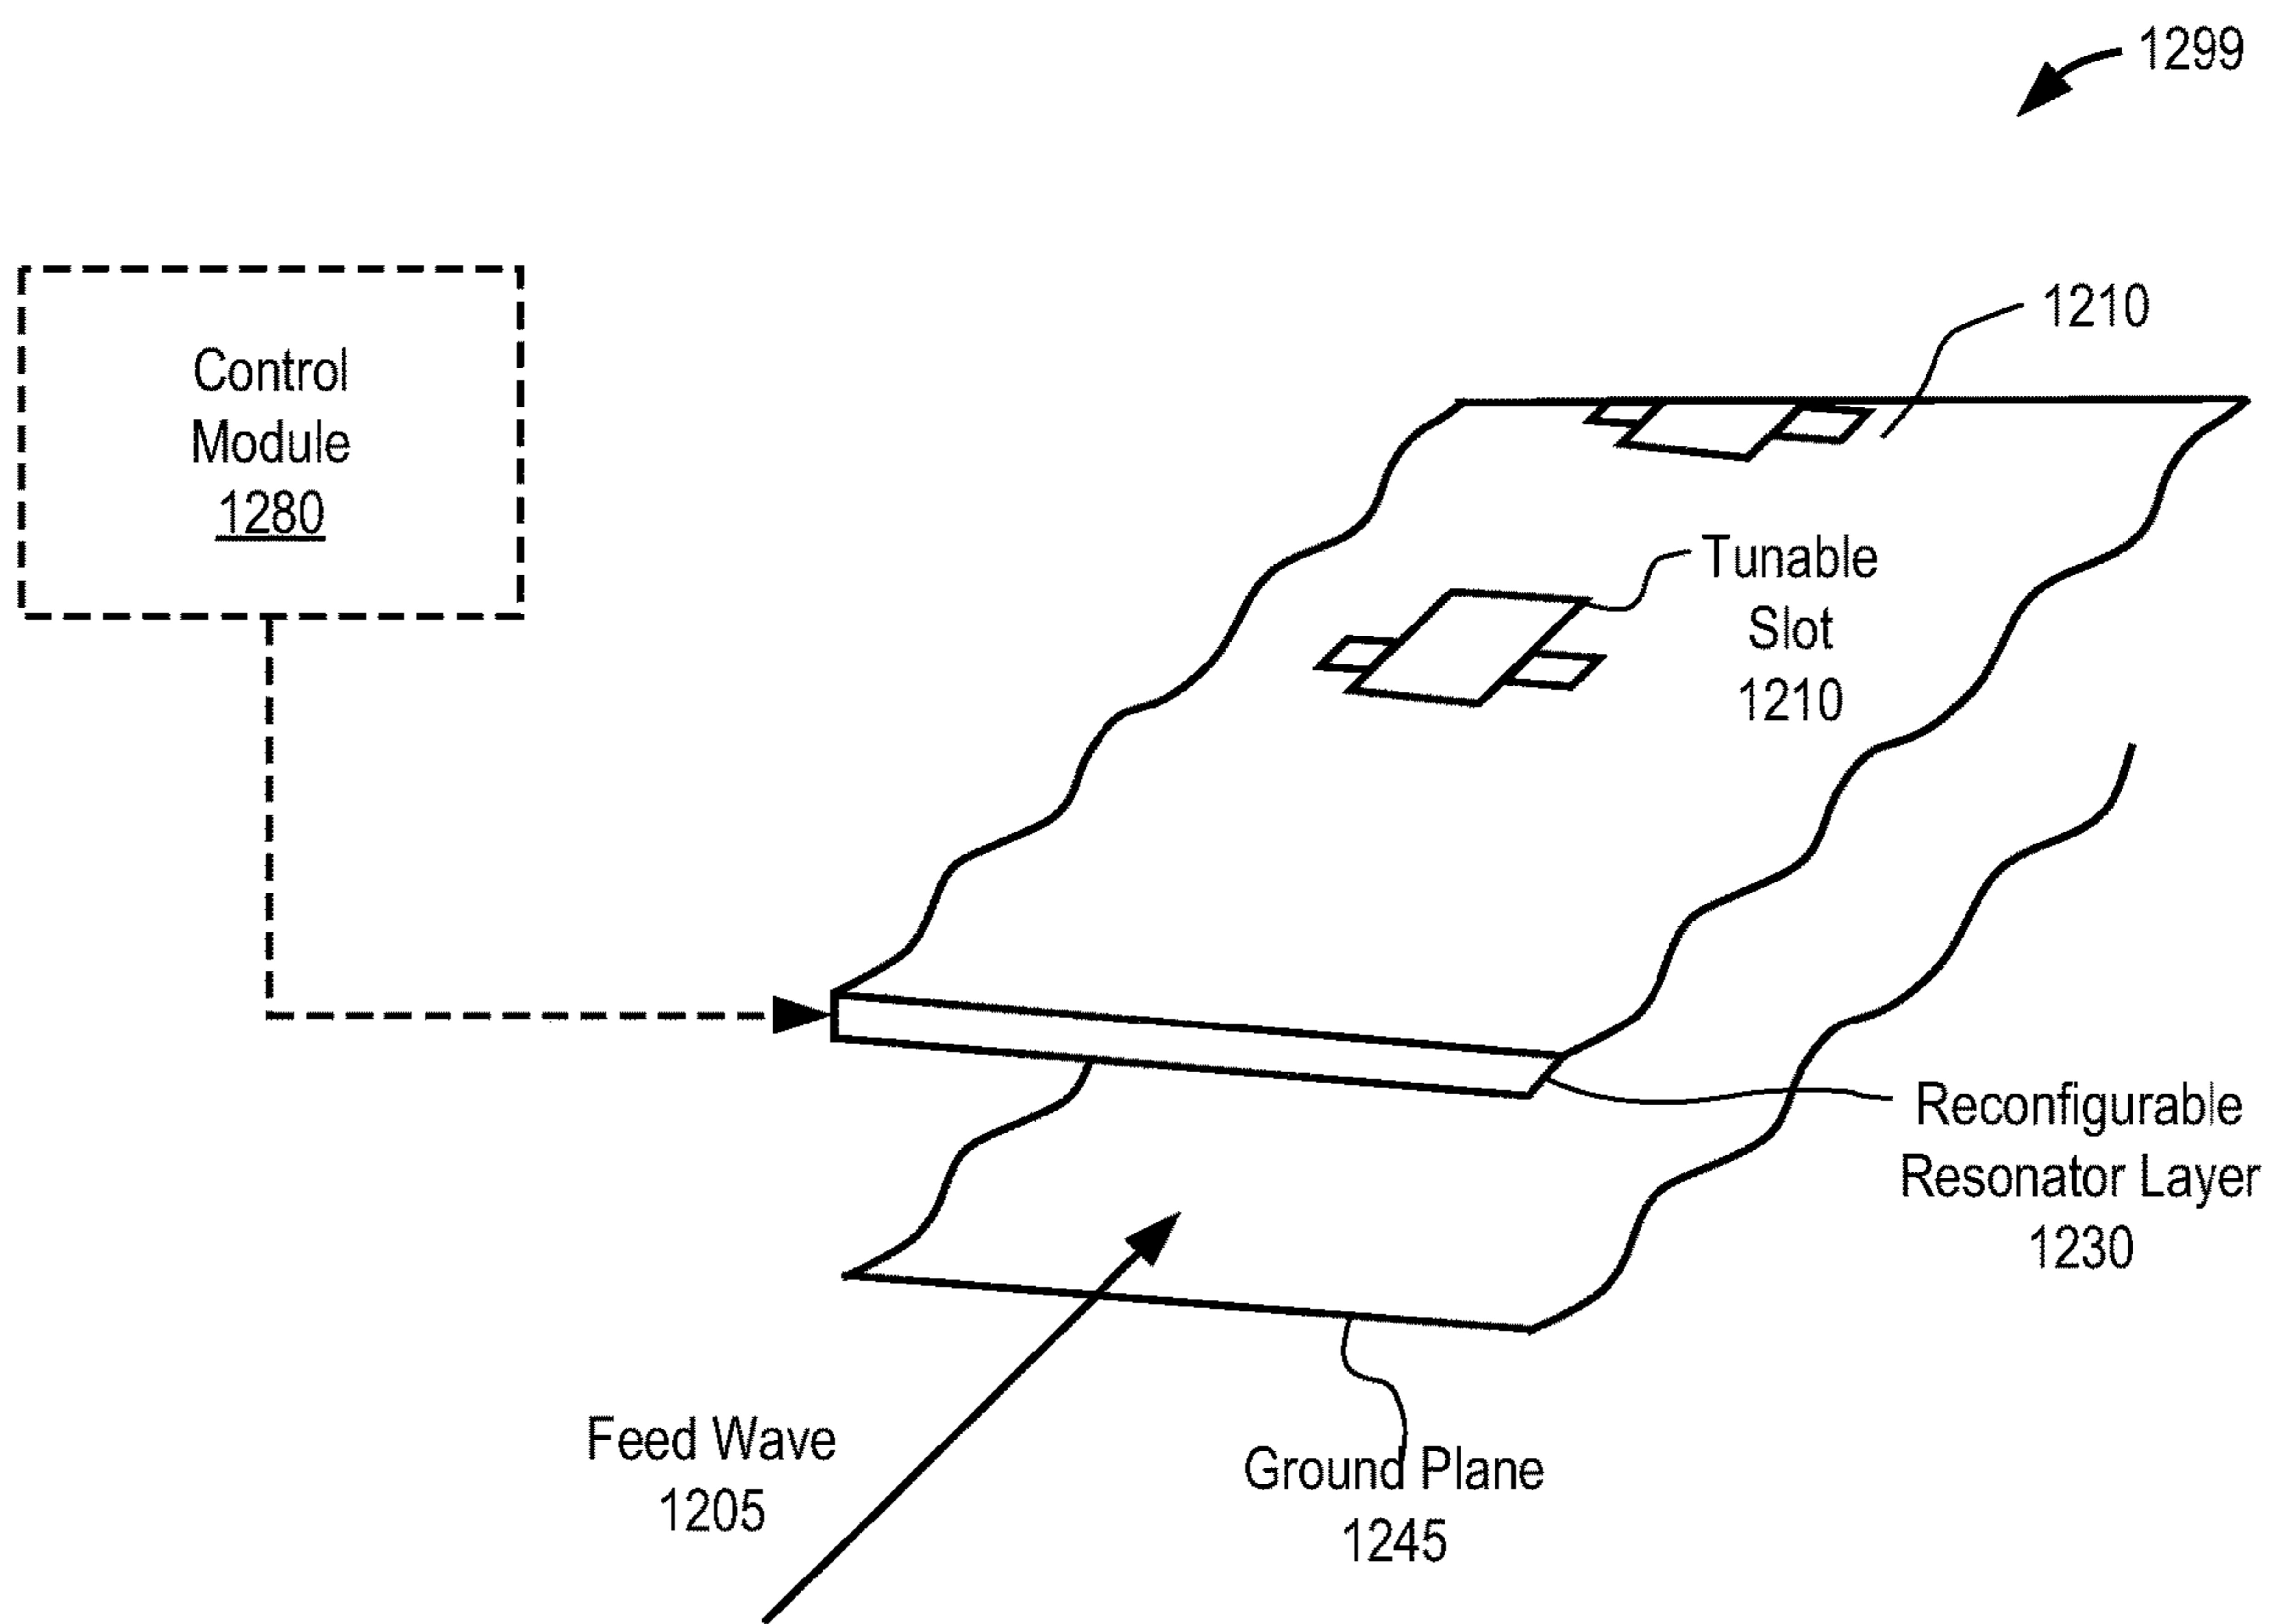 1299
Control
Module
1280
1210
Tunable
Slot
1210
Reconfigurable
Resonator Layer
1230
Feed Wave
1205
Ground Plane
1245